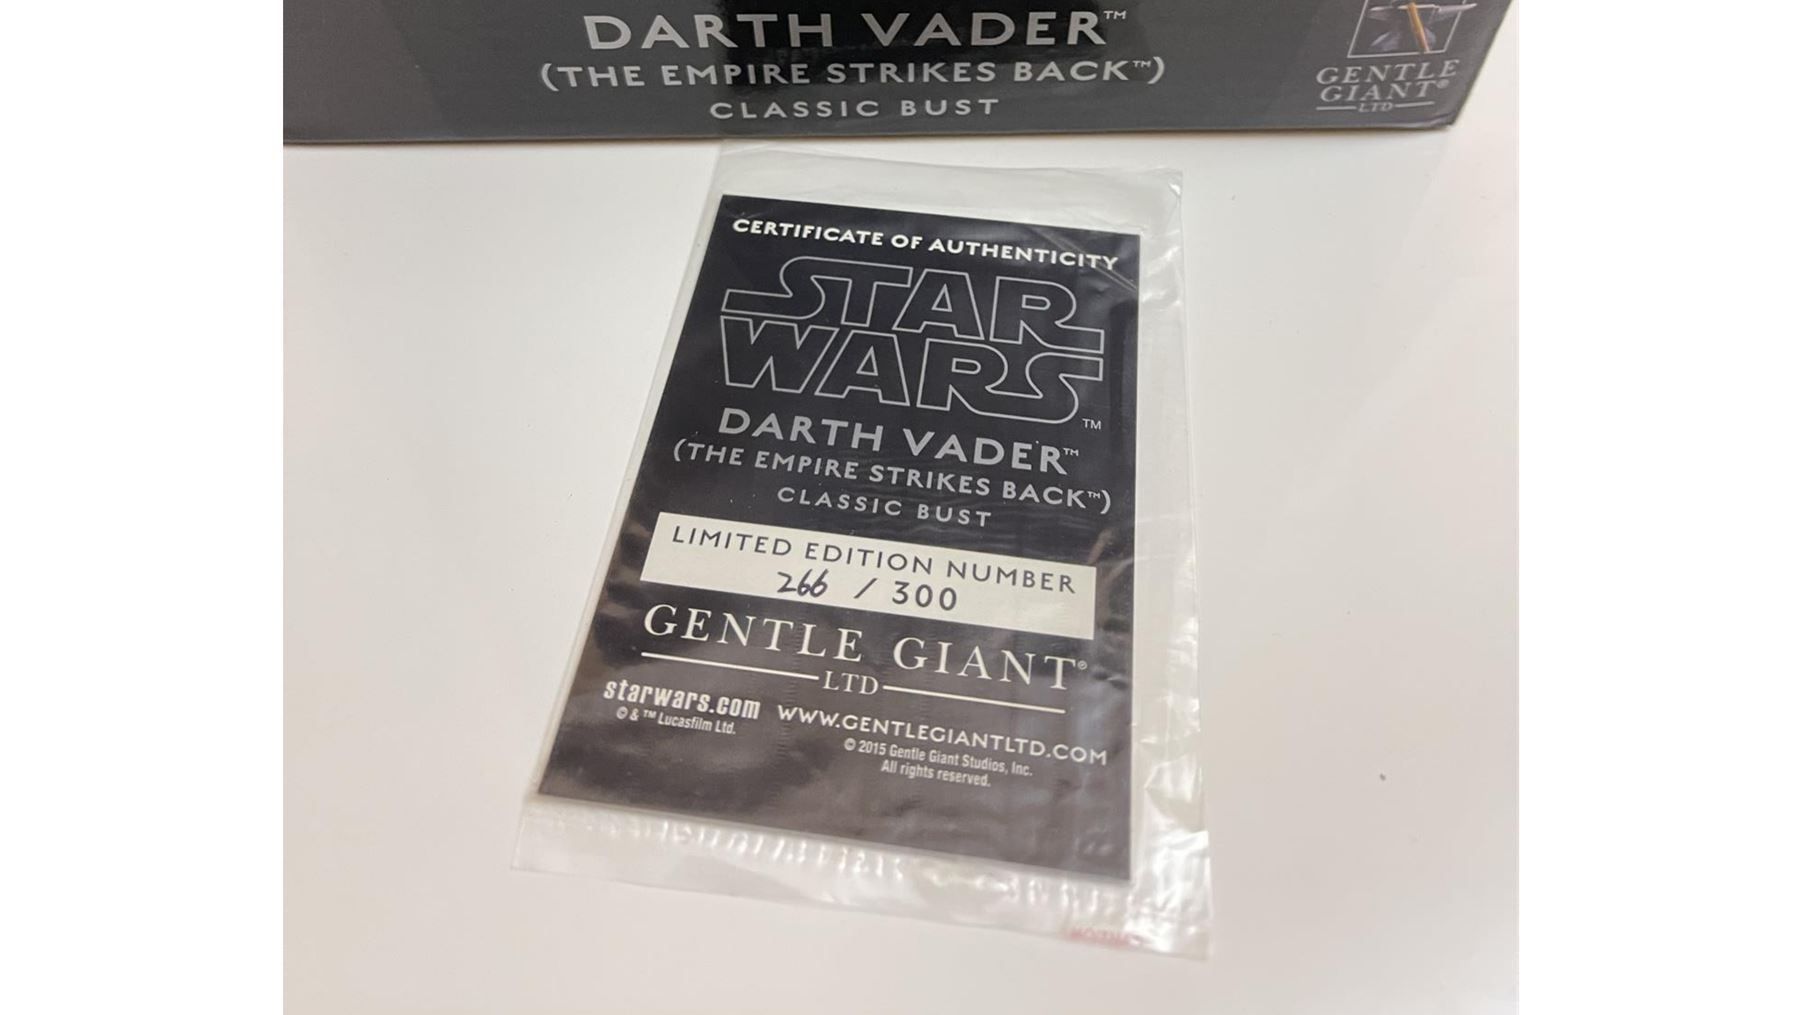 DARTH VADER™
(THE EMPIRE STRIKES BACK™)
CLASSIC BUST
GENTLE
GIANT®
LTD
CERTIFICATE OF AUTHENTICITY
STAR
WARS™
DARTH VADER™
(THE EMPIRE STRIKES BACK™)
CLASSIC BUST
LIMITED EDITION NUMBER
266 / 300
GENTLE GIANT®
LTD
starwars.com
© & ™ Lucasfilm Ltd.
WWW.GENTLEGIANTLTD.COM
© 2015 Gentle Giant Studios, Inc.
All rights reserved.